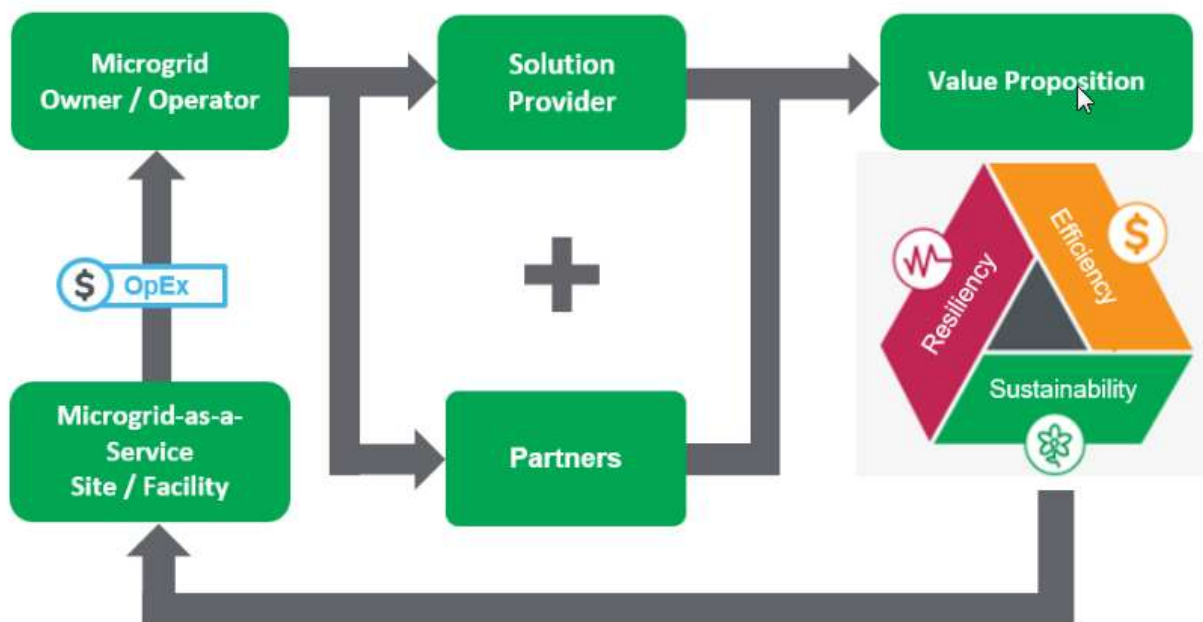 Microgrid
Owner / Operator
Solution
Provider
Value Proposition
$
OpEx
Resiliency
Efficiency
$
Sustainability
Microgrid-as-a-
Service
Site / Facility
Partners